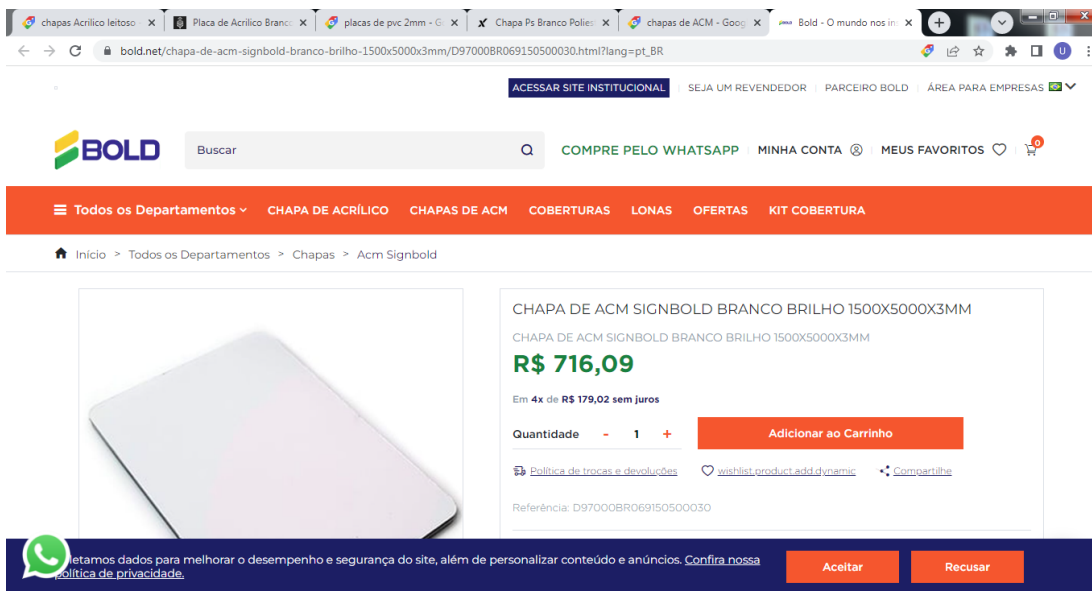 chapas Acrilico leitoso
Placa de Acrílico Branco
placas de pvc 2mm - G
Chapa Ps Branco Polies
chapas de ACM - Goog
Bold - O mundo nos in
bold.net/chapa-de-acm-signbold-branco-brilho-1500x5000x3mm/D97000BR069150500030.html?lang=pt_BR
U
ACESSAR SITE INSTITUCIONAL
SEJA UM REVENDEDOR
PARCEIRO BOLD
ÁREA PARA EMPRESAS
BOLD
Buscar
COMPRE PELO WHATSAPP
MINHA CONTA
MEUS FAVORITOS
0
Todos os Departamentos
CHAPA DE ACRÍLICO
CHAPAS DE ACM
COBERTURAS
LONAS
OFERTAS
KIT COBERTURA
Início > Todos os Departamentos > Chapas > Acm Signbold
CHAPA DE ACM SIGNBOLD BRANCO BRILHO 1500X5000X3MM
CHAPA DE ACM SIGNBOLD BRANCO BRILHO 1500X5000X3MM
R$ 716,09
Em 4x de R$ 179,02 sem juros
Quantidade - 1 +
Adicionar ao Carrinho
Política de trocas e devoluções
wishlist.product.add.dynamic
Compartilhe
Referência: D97000BR069150500030
letamos dados para melhorar o desempenho e segurança do site, além de personalizar conteúdo e anúncios. Confira nossa
política de privacidade.
Aceitar
Recusar